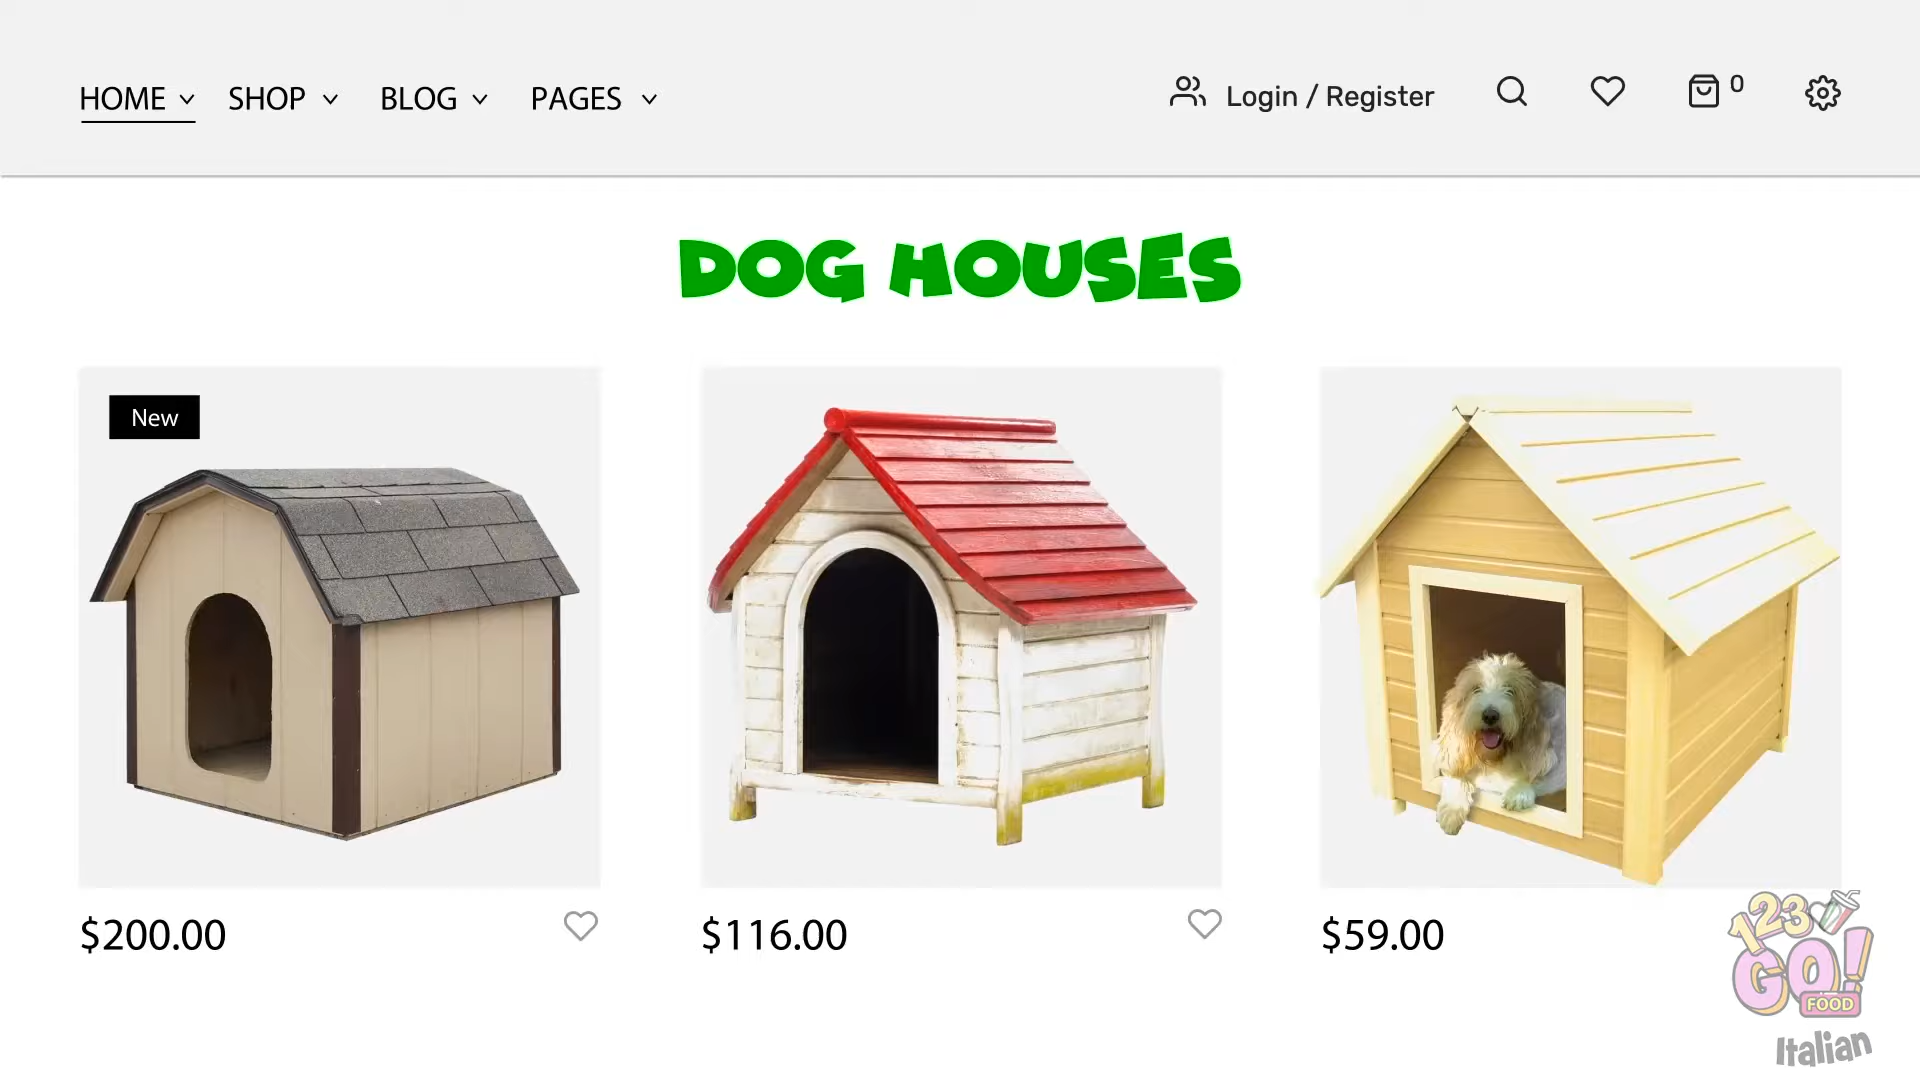 HOME SHOP BLOG PAGES Login / Register 0
DOG HOUSES
New
$200.00 $116.00 $59.00
123
GO!
FOOD
Italian